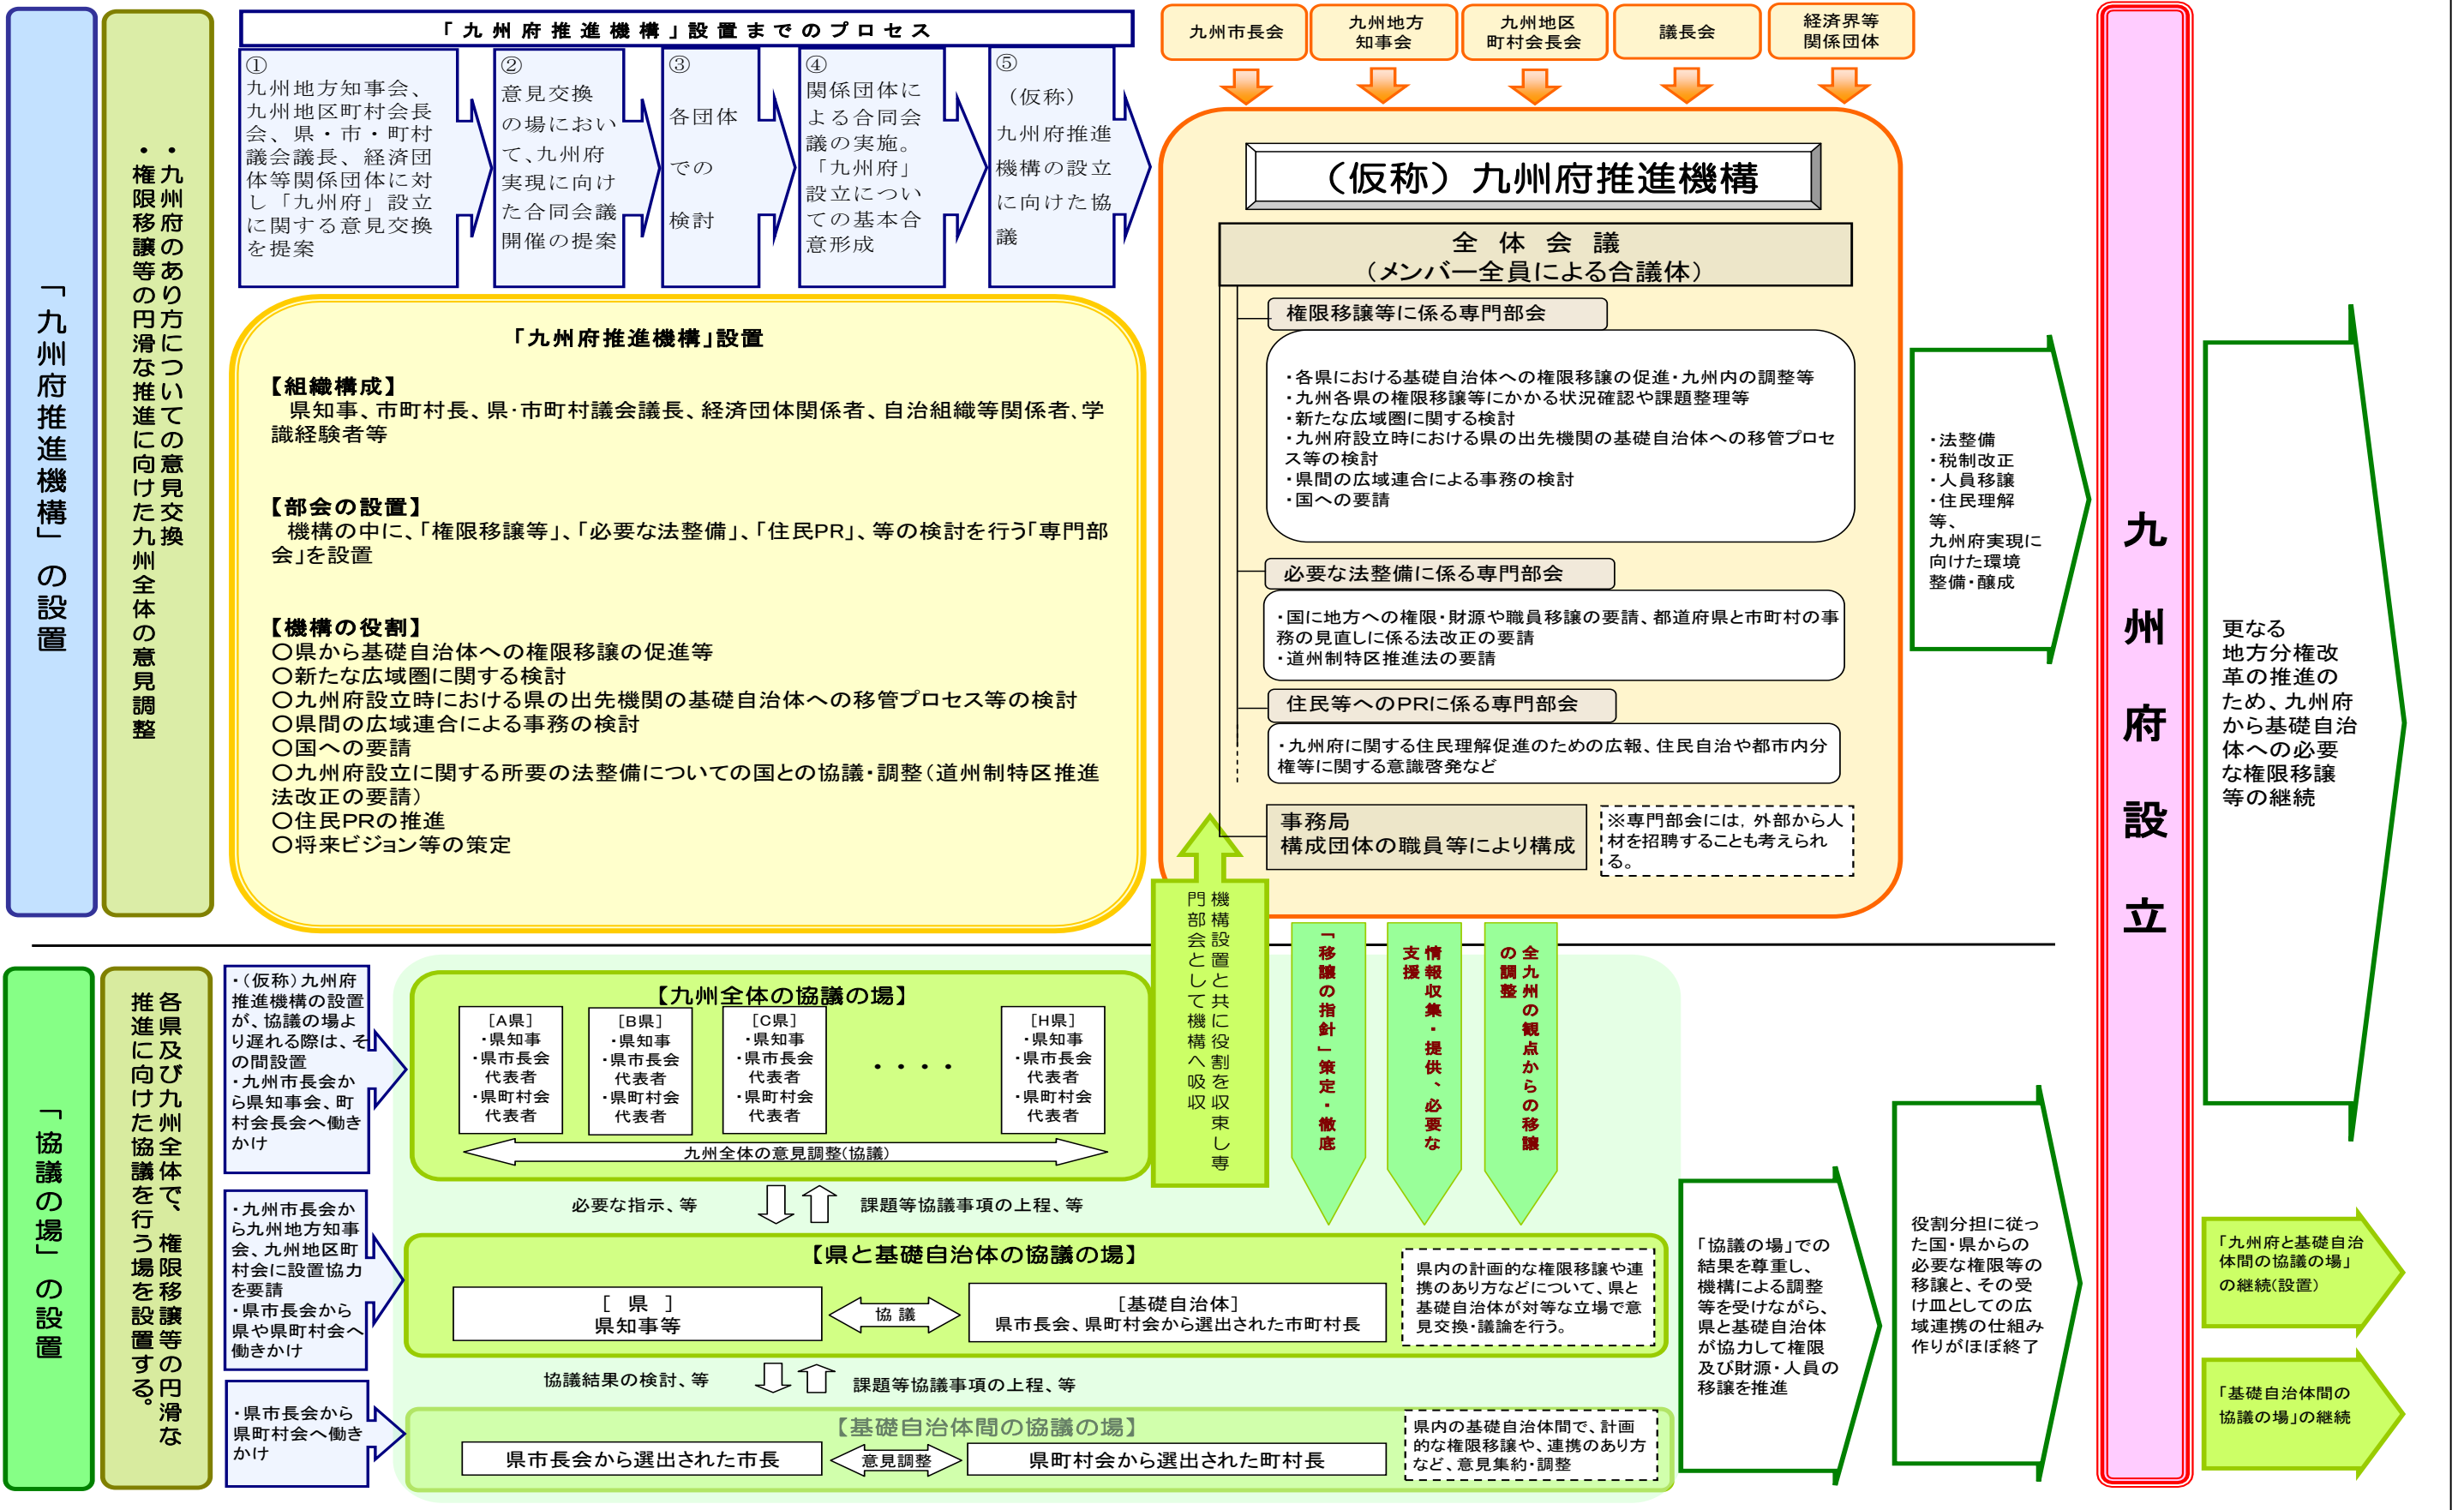 「九州府推進機構」の設置
・九州府のあり方についての意見交換
・権限移譲等の円滑な推進に向けた九州全体の意見調整
「九州府推進機構」設置までのプロセス
①
九州地方知事会、
九州地区町村会長
会、県・市・町村
議会議長、経済団
体等関係団体に対
し「九州府」設立
に関する意見交換
を提案
②
意見交換
の場におい
て、九州府
実現に向け
た合同会議
開催の提案
③
各団体
での
検討
④
関係団体に
よる合同会
議の実施。
「九州府」
設立につい
ての基本合
意形成
⑤
（仮称）
九州府推進
機構の設立
に向けた協
議
「九州府推進機構」設置
【組織構成】
県知事、市町村長、県・市町村議会議長、経済団体関係者、自治組織等関係者、学
識経験者等
【部会の設置】
機構の中に、「権限移譲等」、「必要な法整備」、「住民PR」、等の検討を行う「専門部
会」を設置
【機構の役割】
○県から基礎自治体への権限移譲の促進等
○新たな広域圏に関する検討
○九州府設立時における県の出先機関の基礎自治体への移管プロセス等の検討
○県間の広域連合による事務の検討
○国への要請
○九州府設立に関する所要の法整備についての国との協議・調整（道州制特区推進
法改正の要請）
○住民PRの推進
○将来ビジョン等の策定
九州市長会
九州地方
知事会
九州地区
町村会長会
議長会
経済界等
関係団体
（仮称）九州府推進機構
全体会議
（メンバー全員による合議体）
権限移譲等に係る専門部会
・各県における基礎自治体への権限移譲の促進・九州内の調整等
・九州各県の権限移譲等にかかる状況確認や課題整理等
・新たな広域圏に関する検討
・九州府設立時における県の出先機関の基礎自治体への移管プロセ
ス等の検討
・県間の広域連合による事務の検討
・国への要請
必要な法整備に係る専門部会
・国に地方への権限・財源や職員移譲の要請、都道府県と市町村の事
務の見直しに係る法改正の要請
・道州制特区推進法の要請
住民等へのPRに係る専門部会
・九州府に関する住民理解促進のための広報、住民自治や都市内分
権等に関する意識啓発など
事務局
構成団体の職員等により構成
※専門部会には，外部から人
材を招聘することも考えられ
る。
・法整備
・税制改正
・人員移譲
・住民理解
等、
九州府実現に
向けた環境
整備・醸成
九州府設立
更なる
地方分権改
革の推進の
ため、九州府
から基礎自治
体への必要
な権限移譲
等の継続
「協議の場」の設置
各県及び九州全体で、権限移譲等の円滑な
推進に向けた協議を行う場を設置する。
・（仮称）九州府
推進機構の設置
が、協議の場よ
り遅れる際は、そ
の間設置
・九州市長会か
ら県知事会、町
村会長会へ働き
かけ
・九州市長会か
ら九州地方知事
会、九州地区町
村会に設置協力
を要請
・県市長会から
県や県町村会へ
働きかけ
・県市長会から
県町村会へ働き
かけ
【九州全体の協議の場】
［A県］
・県知事
・県市長会
代表者
・県町村会
代表者
［B県］
・県知事
・県市長会
代表者
・県町村会
代表者
［C県］
・県知事
・県市長会
代表者
・県町村会
代表者
・・・・
［H県］
・県知事
・県市長会
代表者
・県町村会
代表者
九州全体の意見調整(協議)
必要な指示、等
課題等協議事項の上程、等
機構設置と共に役割を収束し専
門部会として機構へ吸収
「移譲の指針」策定・徹底
情報収集・提供、必要な
支援
全九州の観点からの移譲
の調整
【県と基礎自治体の協議の場】
［　県　］
県知事等
協 議
［基礎自治体］
県市長会、県町村会から選出された市町村長
県内の計画的な権限移譲や連
携のあり方などについて、県と
基礎自治体が対等な立場で意
見交換・議論を行う。
協議結果の検討、等
課題等協議事項の上程、等
【基礎自治体間の協議の場】
県市長会から選出された市長
意見調整
県町村会から選出された町村長
県内の基礎自治体間で、計画
的な権限移譲や、連携のあり方
など、意見集約・調整
「協議の場」での
結果を尊重し、
機構による調整
等を受けながら、
県と基礎自治体
が協力して権限
及び財源・人員の
移譲を推進
役割分担に従っ
た国・県からの
必要な権限等の
移譲と、その受
け皿としての広
域連携の仕組み
作りがほぼ終了
「九州府と基礎自治
体間の協議の場」
の継続(設置)
「基礎自治体間の
協議の場」の継続